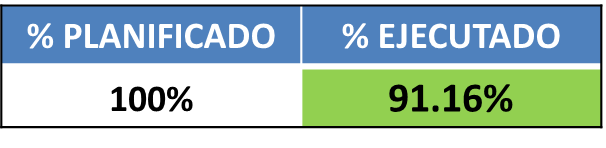 % PLANIFICADO % EJECUTADO
100% 91.16%